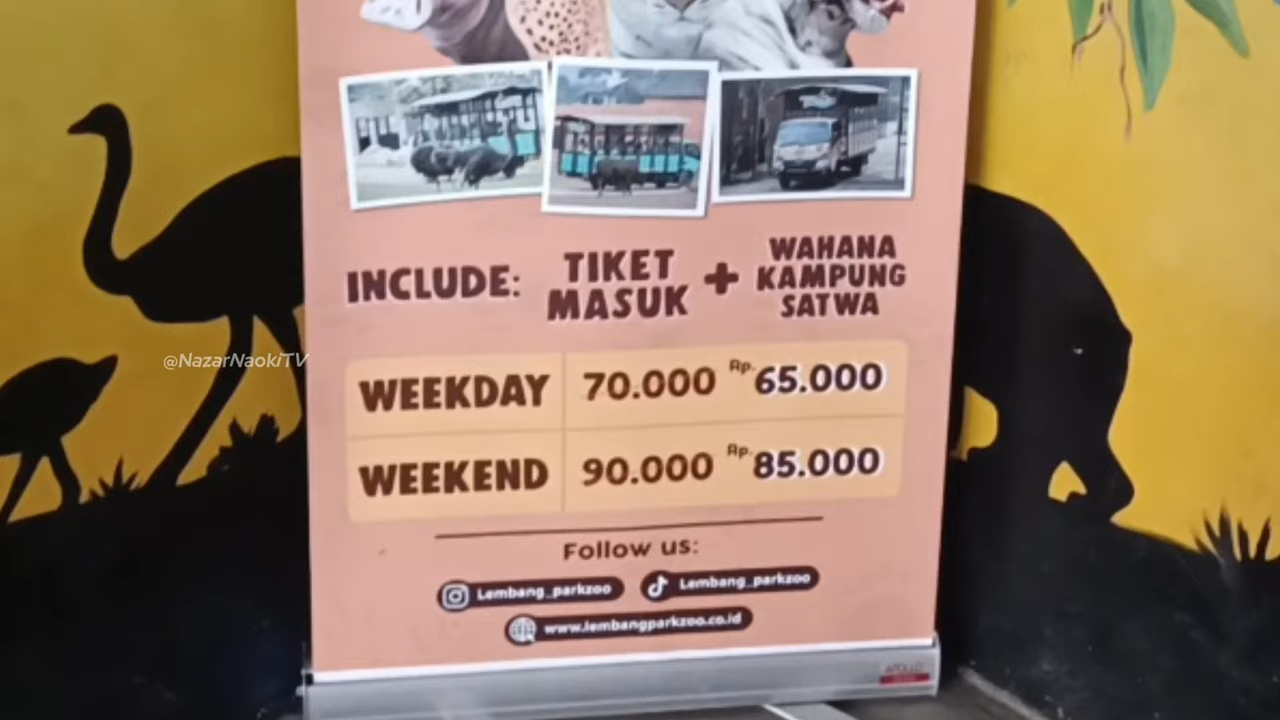 INCLUDE: TIKET MASUK + WAHANA KAMPUNG SATWA
@NazarNaokiTV
WEEKDAY 70.000 Rp. 65.000
WEEKEND 90.000 Rp. 85.000
Follow us:
Lembang_parkzoo Lembang_parkzoo
www.lembangparkzoo.co.id
APOLLO